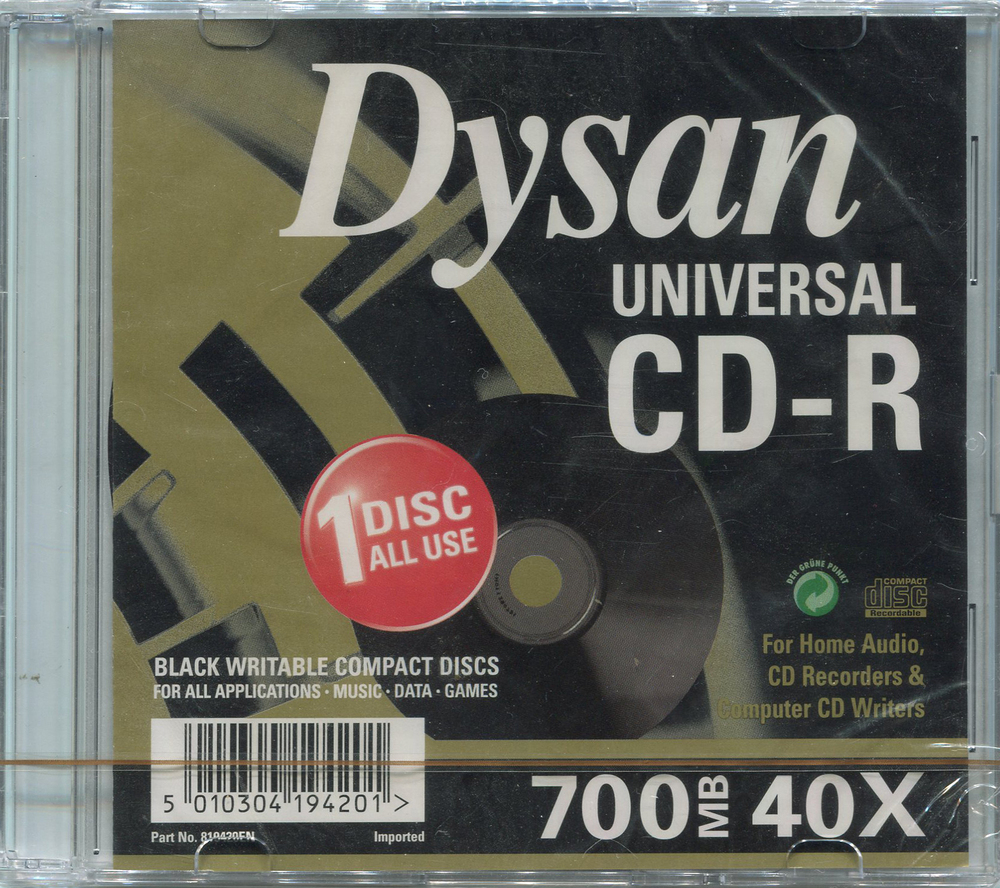 Dysan
UNIVERSAL
CD-R
1 DISC
ALL USE
DER GRÜNE PUNKT
COMPACT
disc
Recordable
For Home Audio,
CD Recorders &
Computer CD Writers
BLACK WRITABLE COMPACT DISCS
FOR ALL APPLICATIONS · MUSIC · DATA · GAMES
5 010304 194201 >
Part No. Imported
700 MB 40X